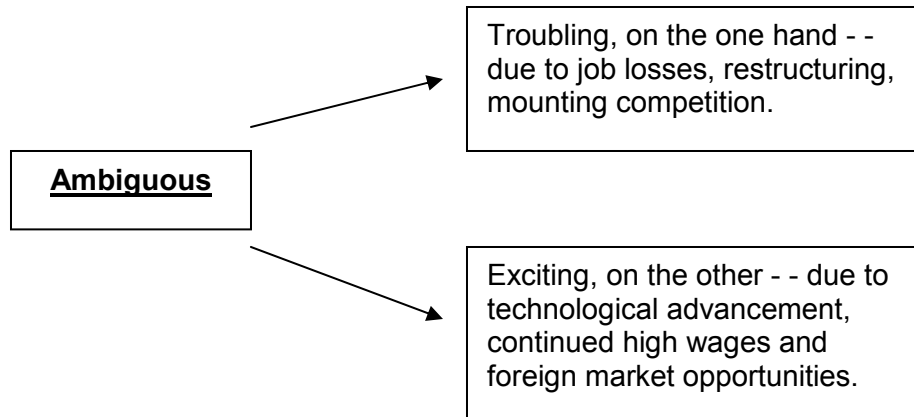 Troubling, on the one hand - -
due to job losses, restructuring,
mounting competition.
Ambiguous
Exciting, on the other - - due to
technological advancement,
continued high wages and
foreign market opportunities.